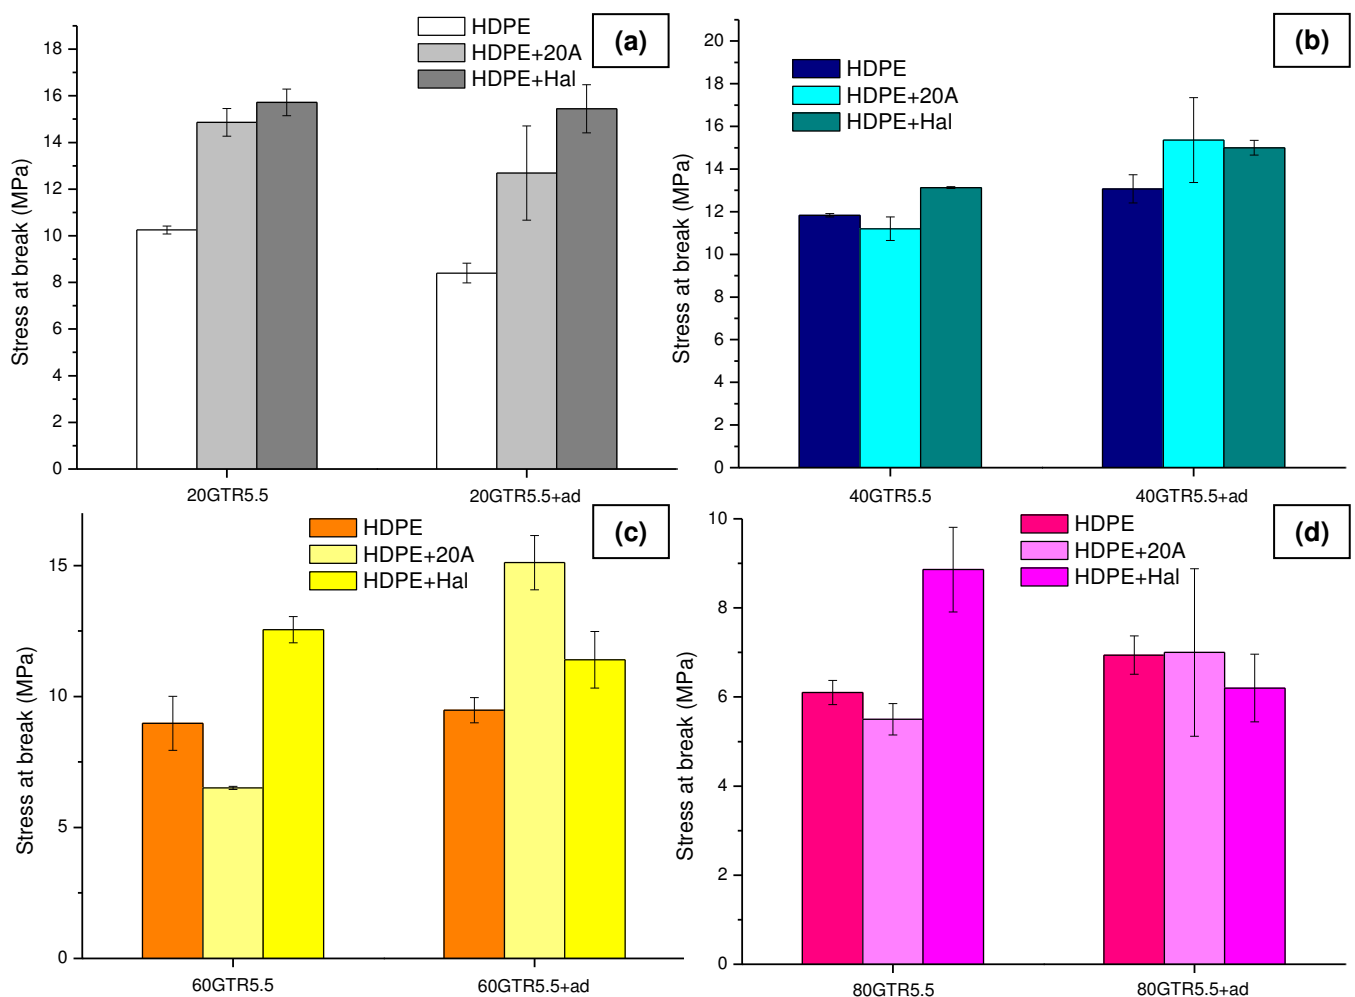 HDPE
HDPE+20A
HDPE+Hal
(a)
Stress at break (MPa)
18
16
14
12
10
8
6
4
2
0
20GTR5.5
20GTR5.5+ad
HDPE
HDPE+20A
HDPE+Hal
(b)
Stress at break (MPa)
20
18
16
14
12
10
8
6
4
2
0
40GTR5.5
40GTR5.5+ad
HDPE
HDPE+20A
HDPE+Hal
(c)
Stress at break (MPa)
15
10
5
0
60GTR5.5
60GTR5.5+ad
HDPE
HDPE+20A
HDPE+Hal
(d)
Stress at break (MPa)
10
8
6
4
2
0
80GTR5.5
80GTR5.5+ad